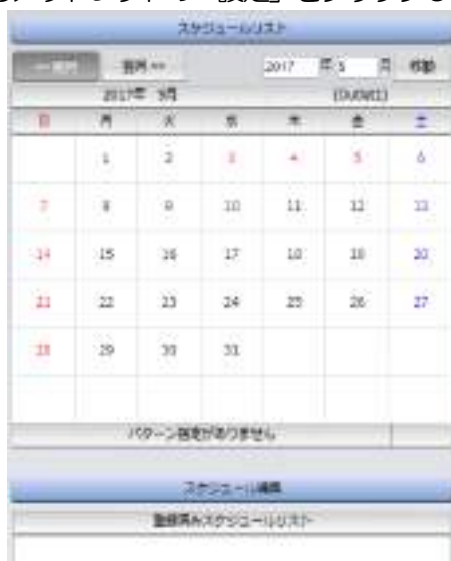 スケジュールリスト
翌月 >> 2017 年 5 月 移動
2017年 5月
日 月 火 水 木 金 土
1 2 3 4 5 6
7 8 9 10 11 12 13
14 15 16 17 18 19 20
21 22 23 24 25 26 27
28 29 30 31
パターン指定がありません
スケジュール編集
登録済みスケジュールリスト